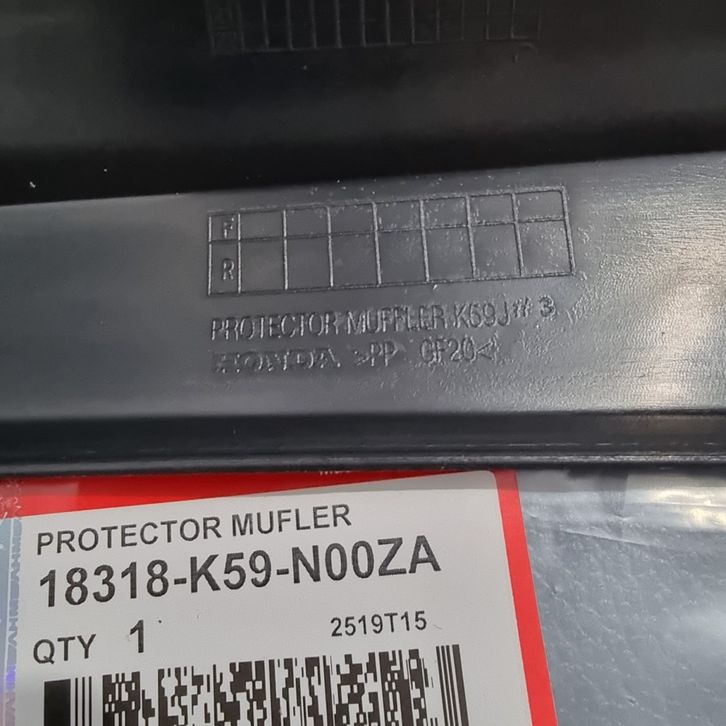 F
R
PROTECTOR MUFFLER K59J #3
HONDA >PP GF20<
PROTECTOR MUFLER
18318-K59-N00ZA
QTY 1 2519T15